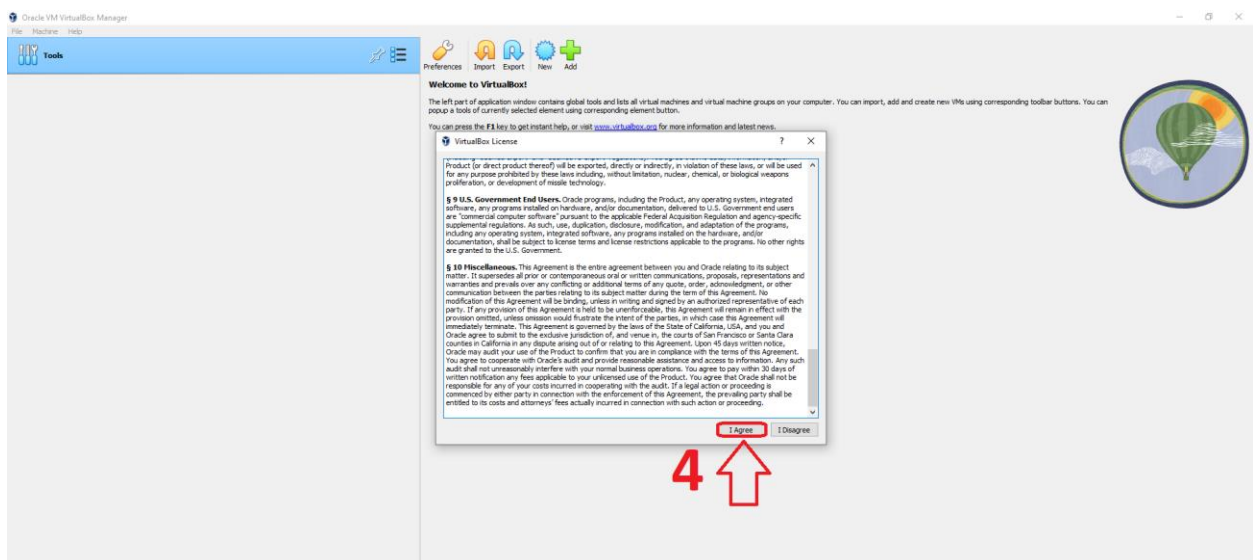 Oracle VM VirtualBox Manager
File Machine Help
Tools
Preferences Import Export New Add
Welcome to VirtualBox!
The left part of application window contains global tools and lists all virtual machines and virtual machine groups on your computer. You can import, add and create new VMs using corresponding toolbar buttons. You can
popup a tools of currently selected element using corresponding element button.
You can press the F1 key to get instant help, or visit www.virtualbox.org for more information and latest news.
VirtualBox License
Product (or direct product thereof) will be exported, directly or indirectly, in violation of these laws, or will be used
for any purpose prohibited by these laws including, without limitation, nuclear, chemical, or biological weapons
proliferation, or development of missile technology.
§ 9 U.S. Government End Users. Oracle programs, including the Product, any operating system, integrated
software, any programs installed on hardware, and/or documentation, delivered to U.S. Government end users
are "commercial computer software" pursuant to the applicable Federal Acquisition Regulation and agency-specific
supplemental regulations. As such, use, duplication, disclosure, modification, and adaptation of the programs,
including any operating system, integrated software, any programs installed on the hardware, and/or
documentation, shall be subject to license terms and license restrictions applicable to the programs. No other rights
are granted to the U.S. Government.
§ 10 Miscellaneous. This Agreement is the entire agreement between you and Oracle relating to its subject
matter. It supersedes all prior or contemporaneous oral or written communications, proposals, representations and
warranties and prevails over any conflicting or additional terms of any quote, order, acknowledgment, or other
communication between the parties relating to its subject matter during the term of this Agreement. No
modification of this Agreement will be binding, unless in writing and signed by an authorized representative of each
party. If any provision of this Agreement is held to be unenforceable, this Agreement will remain in effect with the
provision omitted, unless omission would frustrate the intent of the parties, in which case this Agreement will
immediately terminate. This Agreement is governed by the laws of the State of California, USA, and you and
Oracle agree to submit to the exclusive jurisdiction of, and venue in, the courts of San Francisco or Santa Clara
counties in California in any dispute arising out of or relating to this Agreement. Upon 45 days written notice,
Oracle may audit your use of the Product to confirm that you are in compliance with the terms of this Agreement.
You agree to cooperate with Oracle's audit and provide reasonable assistance and access to information. Any such
audit shall not unreasonably interfere with your normal business operations. You agree to pay within 30 days of
written notification any fees applicable to your unlicensed use of the Product. You agree that Oracle shall not be
responsible for any of your costs incurred in cooperating with the audit. If a legal action or proceeding is
commenced by either party in connection with the enforcement of this Agreement, the prevailing party shall be
entitled to its costs and attorneys' fees actually incurred in connection with such action or proceeding.
I Agree I Disagree
4